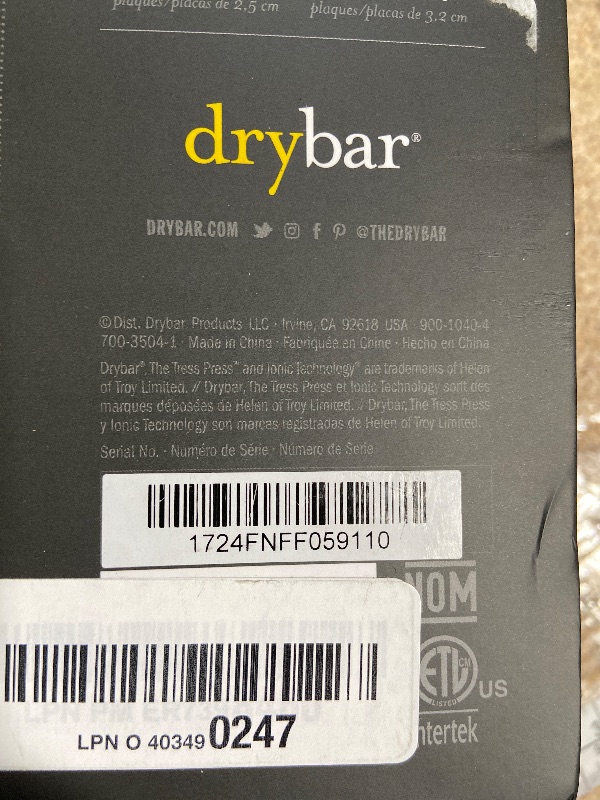 plaques/placas de 2,5 cm plaques/placas de 3,2 cm
drybar®
DRYBAR.COM @THEDRYBAR
© Dist. Drybar Products LLC · Irvine, CA 92618 USA · 900-1040-4
700-3504-1 · Made in China · Fabriquée en Chine · Hecho en China
Drybar®, The Tress Press™ and Ionic Technology® are trademarks of Helen
of Troy Limited. // Drybar, The Tress Press et Ionic Technology sont des
marques déposées de Helen of Troy Limited. // Drybar, The Tress Press
y Ionic Technology son marcas registradas de Helen of Troy Limited.
Serial No. · Numéro de Série · Número de Serie
1724FNFF059110
NOM
ETL CM
LISTED
US
Intertek
LPN O 403490247